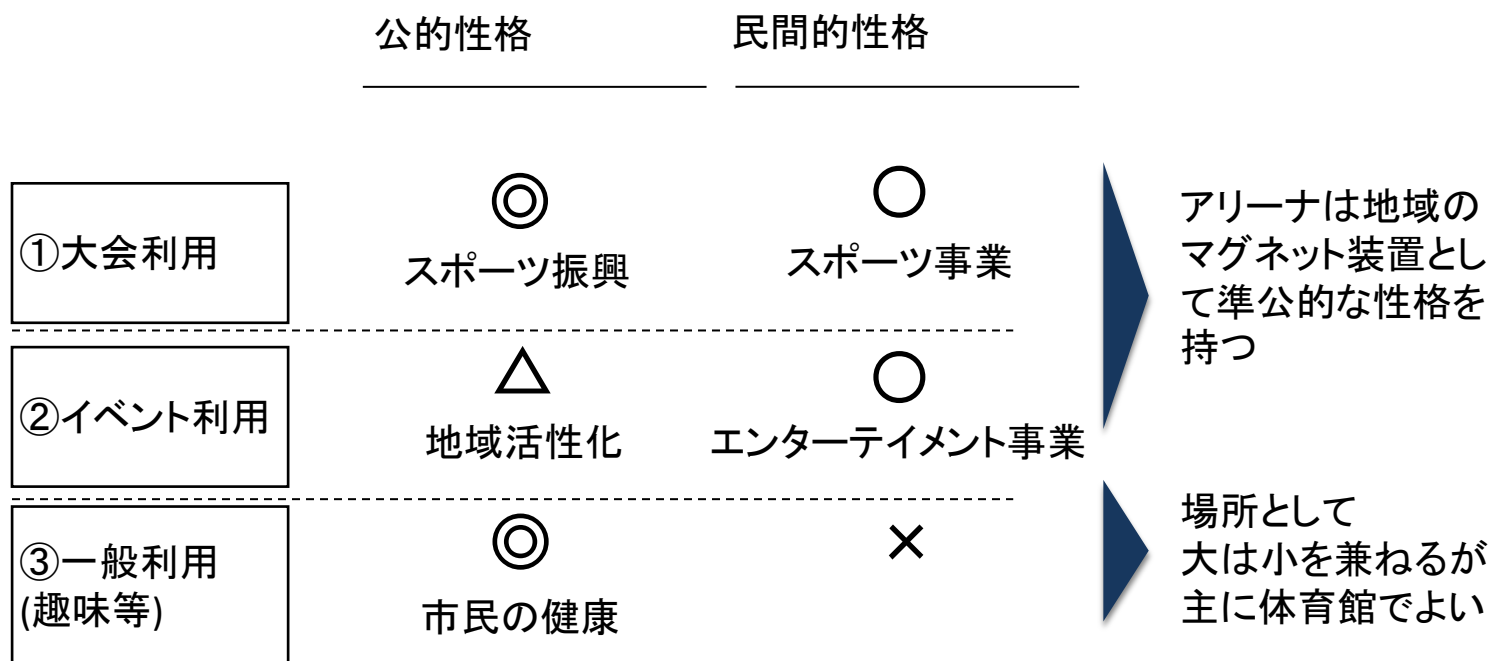 公的性格
民間的性格
①大会利用
◎
スポーツ振興
○
スポーツ事業
アリーナは地域の
マグネット装置とし
て準公的な性格を
持つ
②イベント利用
△
地域活性化
○
エンターテイメント事業
③一般利用
(趣味等)
◎
市民の健康
×
場所として
大は小を兼ねるが
主に体育館でよい